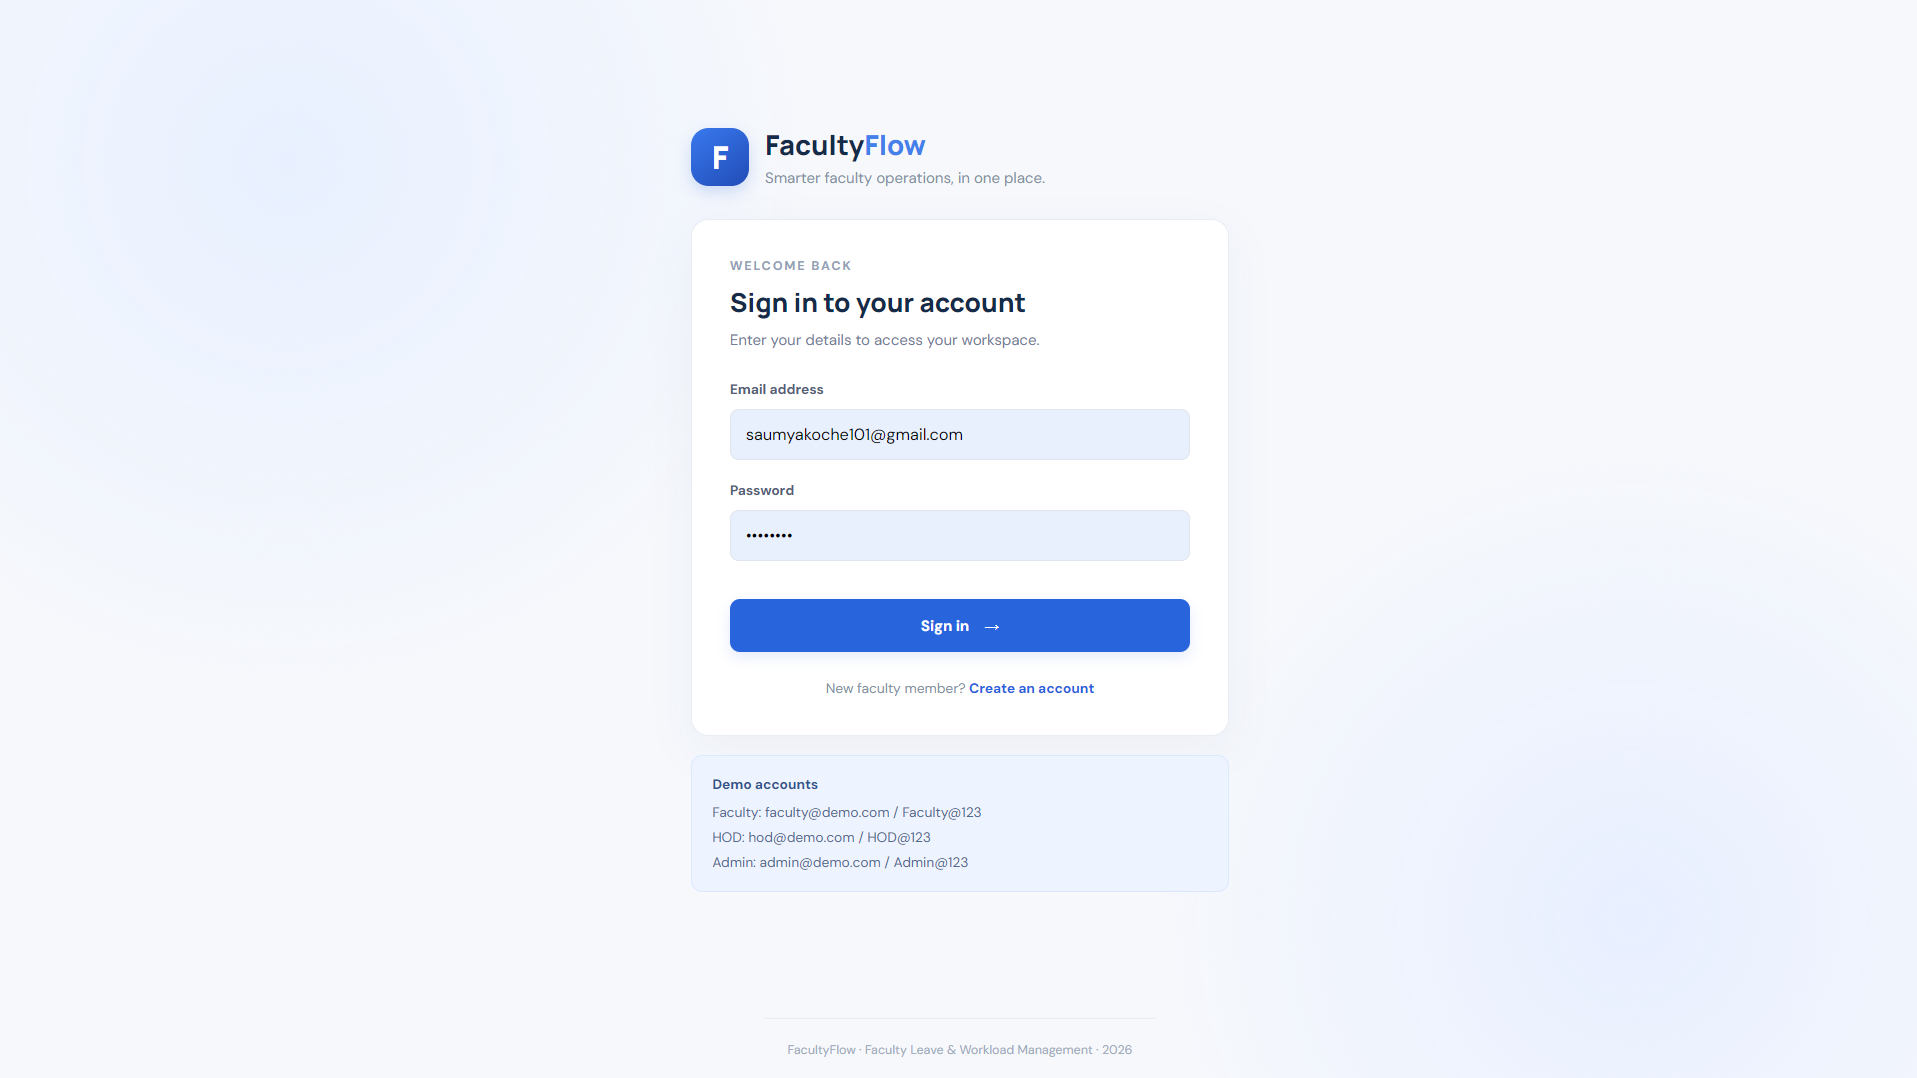 F
FacultyFlow
Smarter faculty operations, in one place.
WELCOME BACK
Sign in to your account
Enter your details to access your workspace.
Email address
saumyakoche101@gmail.com
Password
••••••••
Sign in →
New faculty member? Create an account
Demo accounts
Faculty: faculty@demo.com / Faculty@123
HOD: hod@demo.com / HOD@123
Admin: admin@demo.com / Admin@123
FacultyFlow · Faculty Leave & Workload Management · 2026